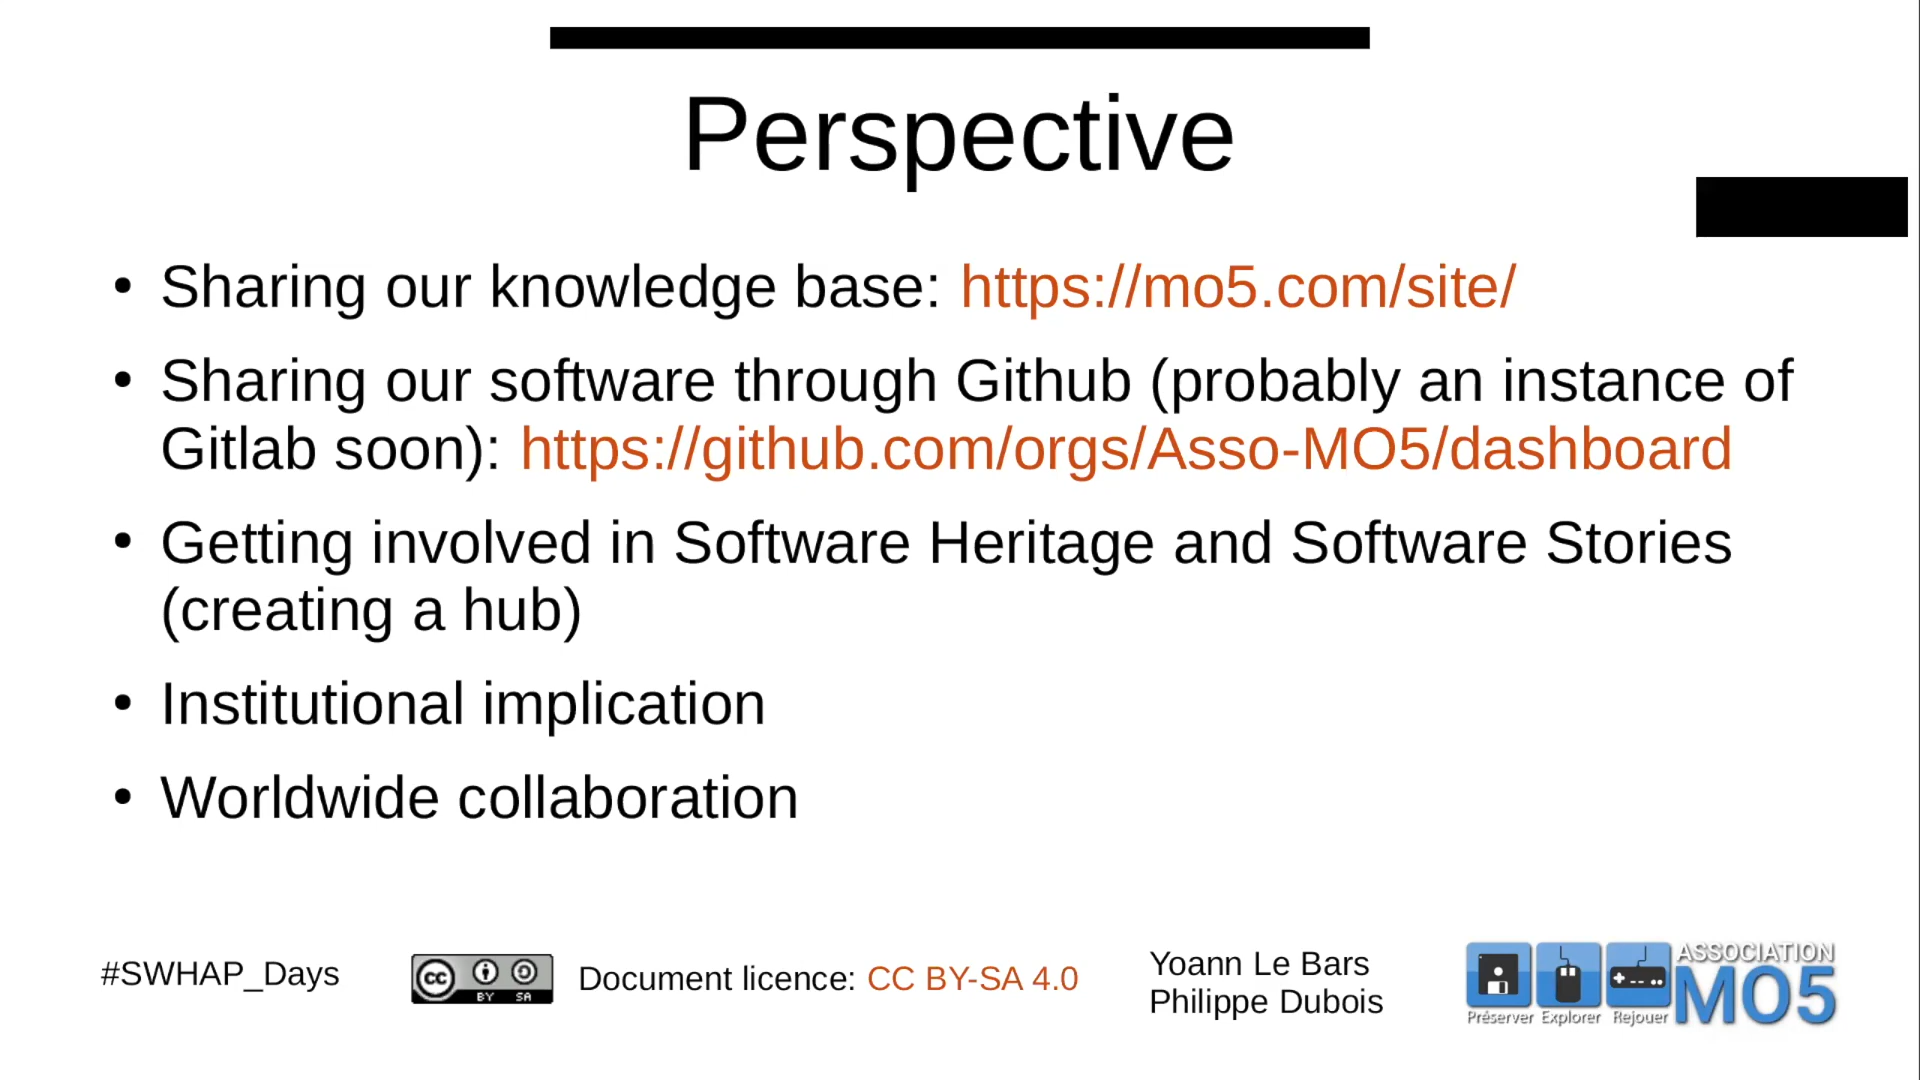 Perspective
• Sharing our knowledge base: https://mo5.com/site/
• Sharing our software through Github (probably an instance of
Gitlab soon): https://github.com/orgs/Asso-MO5/dashboard
• Getting involved in Software Heritage and Software Stories
(creating a hub)
• Institutional implication
• Worldwide collaboration
#SWHAP_Days
cc BY SA
Document licence: CC BY-SA 4.0
Yoann Le Bars
Philippe Dubois
Préserver Explorer Rejouer
ASSOCIATION
MO5